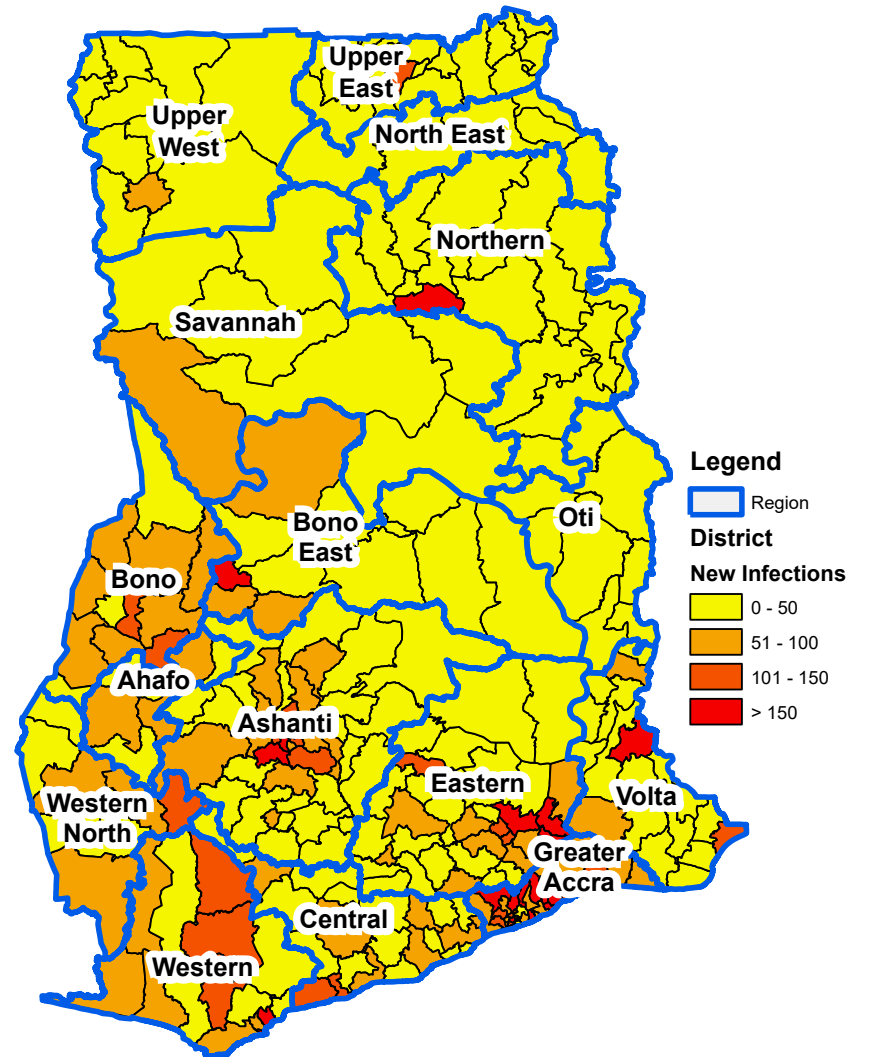 Upper
East
Upper
West
North East
Northern
Savannah
Legend
Region
Oti
Bono
East
District
New Infections
Bono
0 - 50
51 - 100
101 - 150
> 150
Ahafo
Ashanti
Eastern
Volta
Western
North
Greater
Accra
Central
Western